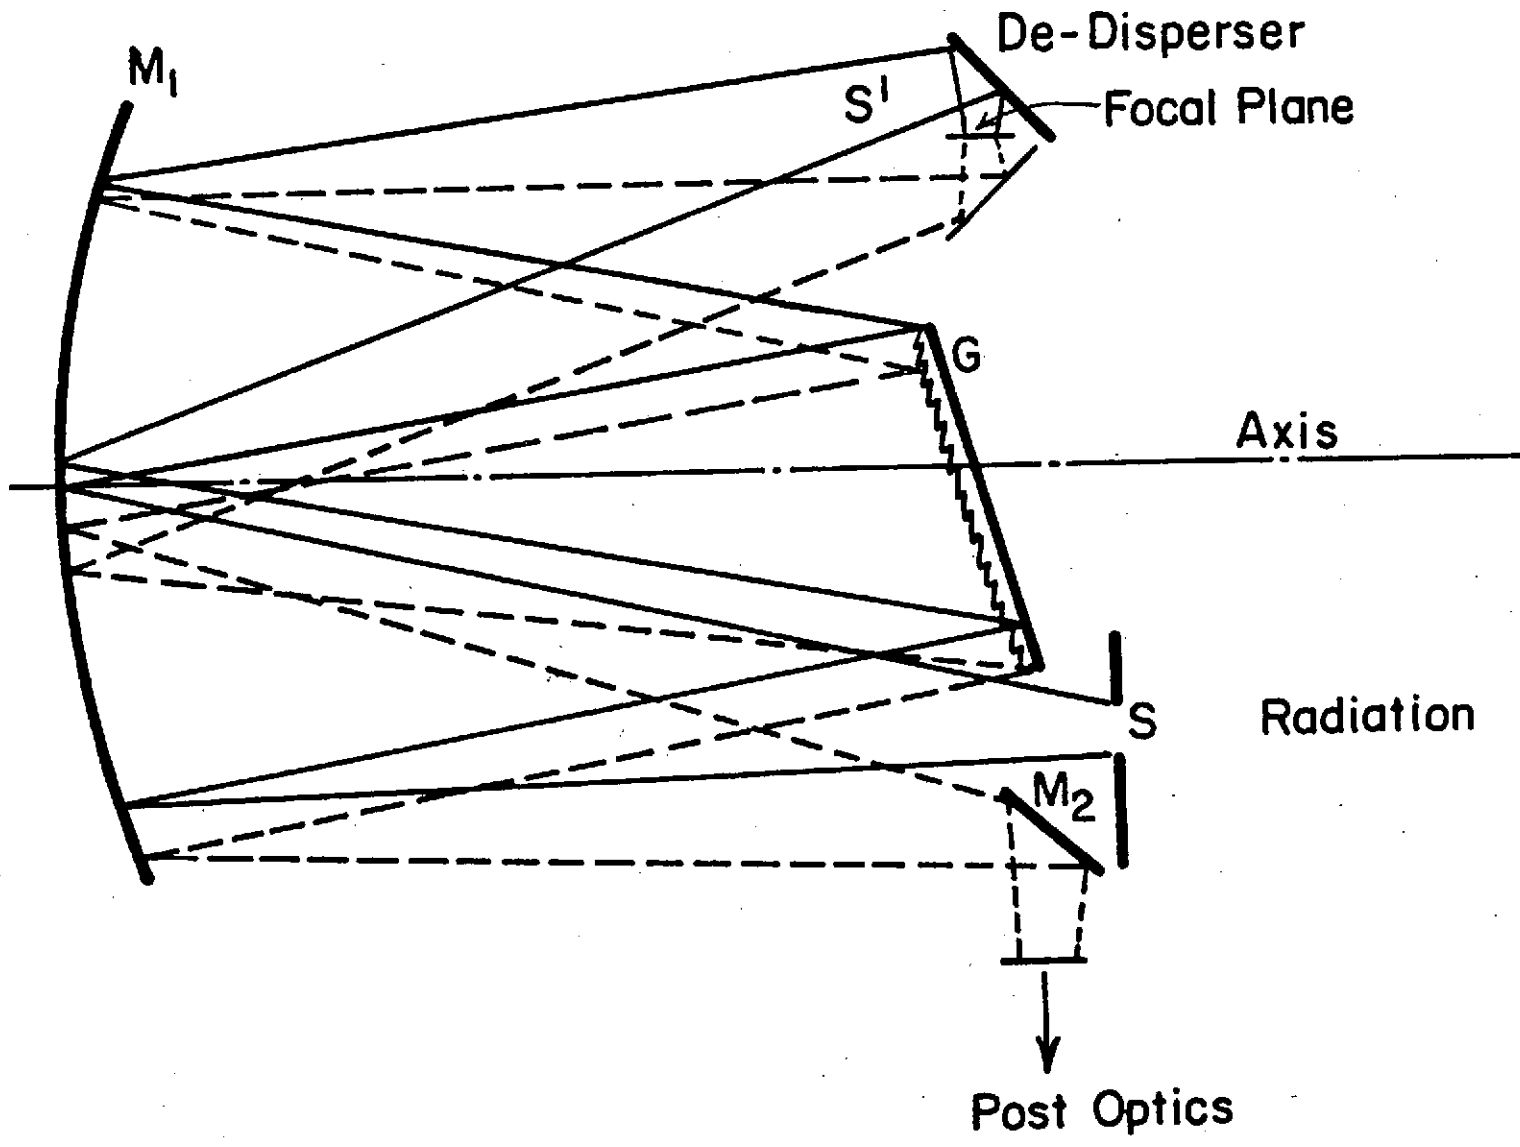 De-Disperser
M1
S'
Focal Plane
G
Axis
S
Radiation
M2
Post Optics